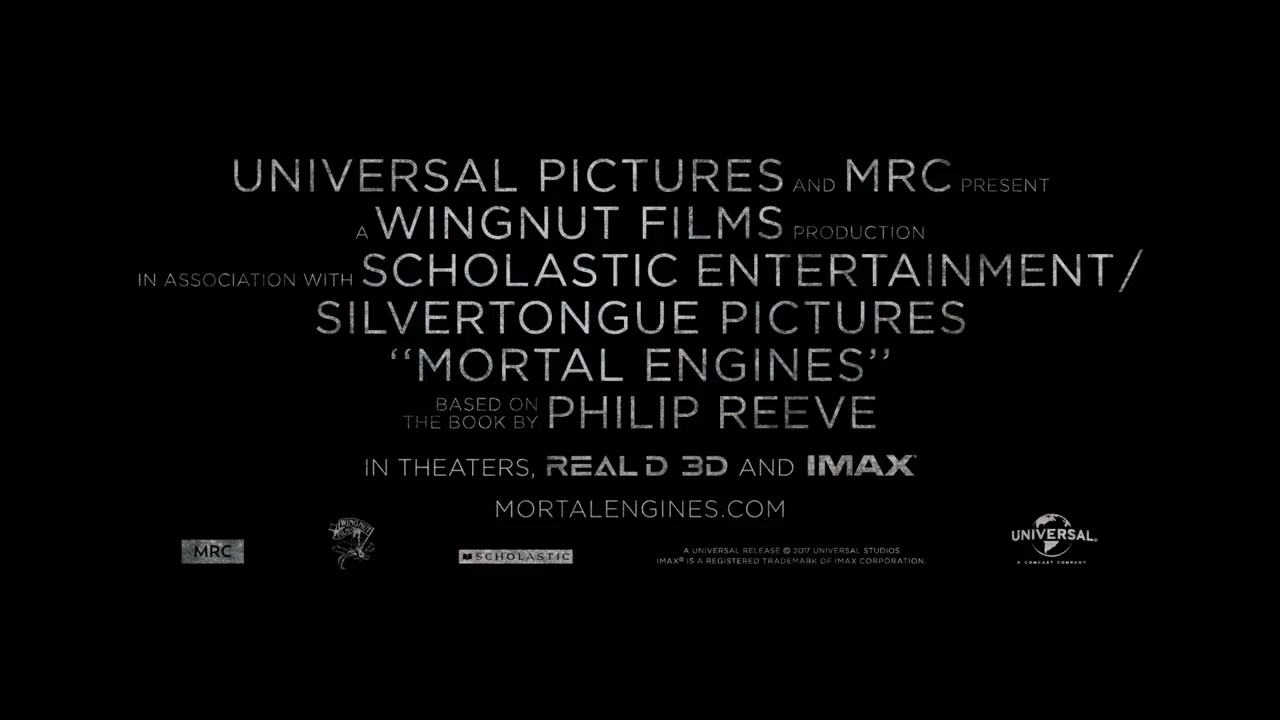 UNIVERSAL PICTURES AND MRC PRESENT
A WINGNUT FILMS PRODUCTION
IN ASSOCIATION WITH SCHOLASTIC ENTERTAINMENT/
SILVERTONGUE PICTURES
“MORTAL ENGINES”
BASED ON
THE BOOK BY PHILIP REEVE
IN THEATERS, REAL D 3D AND IMAX
MORTALENGINES.COM
MRC
WINGNUT
FILMS
SCHOLASTIC
A UNIVERSAL RELEASE © 2017 UNIVERSAL STUDIOS
IMAX® IS A REGISTERED TRADEMARK OF IMAX CORPORATION.
UNIVERSAL
A COMCAST COMPANY